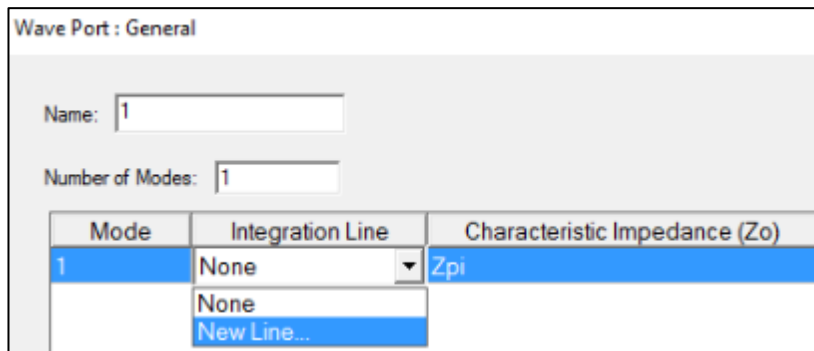 Wave Port : General
Name: 1
Number of Modes: 1
Mode Integration Line Characteristic Impedance (Zo)
1 None Zpi
None
New Line...